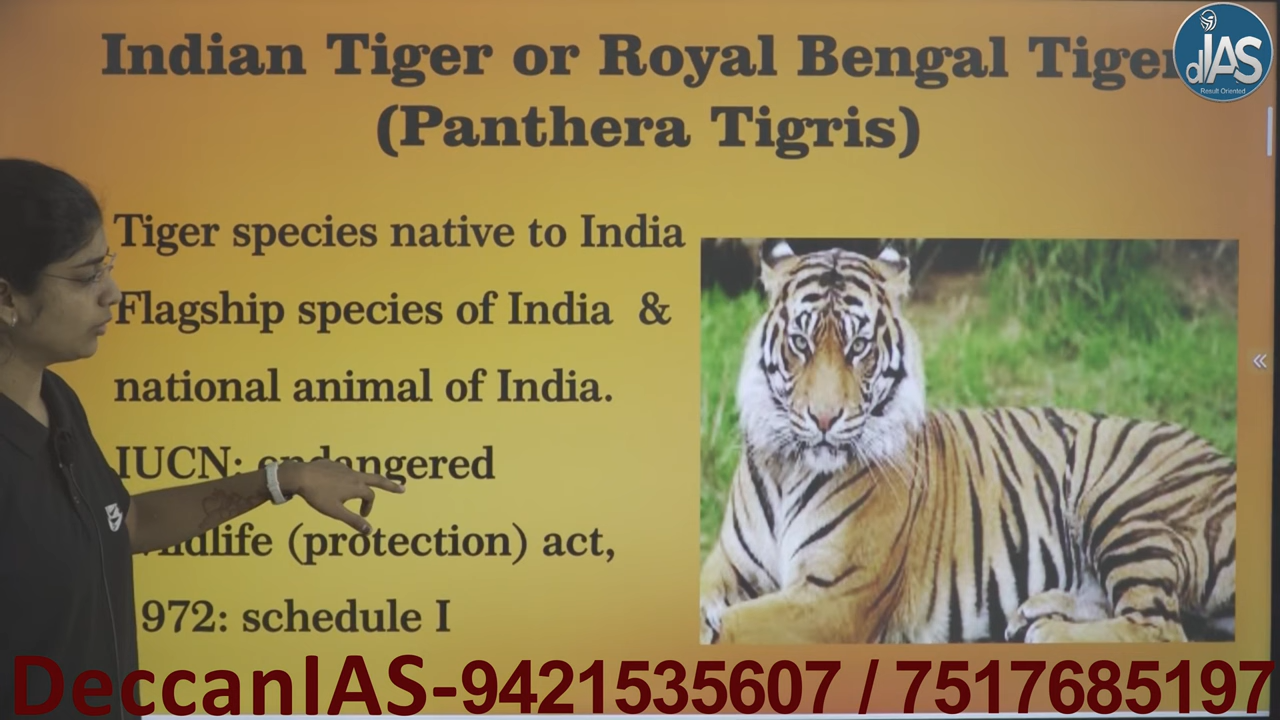 Indian Tiger or Royal Bengal Tiger
(Panthera Tigris)
dIAS
Result Oriented
Tiger species native to India
Flagship species of India &
national animal of India.
IUCN: endangered
wildlife (protection) act,
1972: schedule I
DeccanIAS-9421535607 / 7517685197